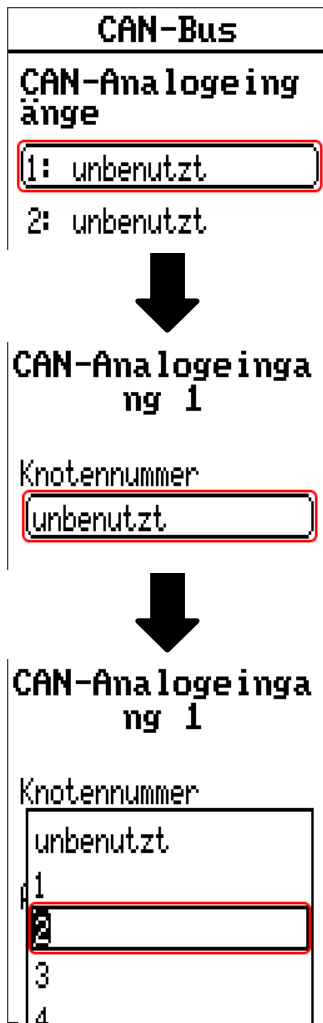 CAN-Bus
CAN-Analogeing
änge
1: unbenutzt
2: unbenutzt
CAN-Analogeinga
ng 1
Knotennummer
unbenutzt
CAN-Analogeinga
ng 1
Knotennummer
unbenutzt
1
2
3
4